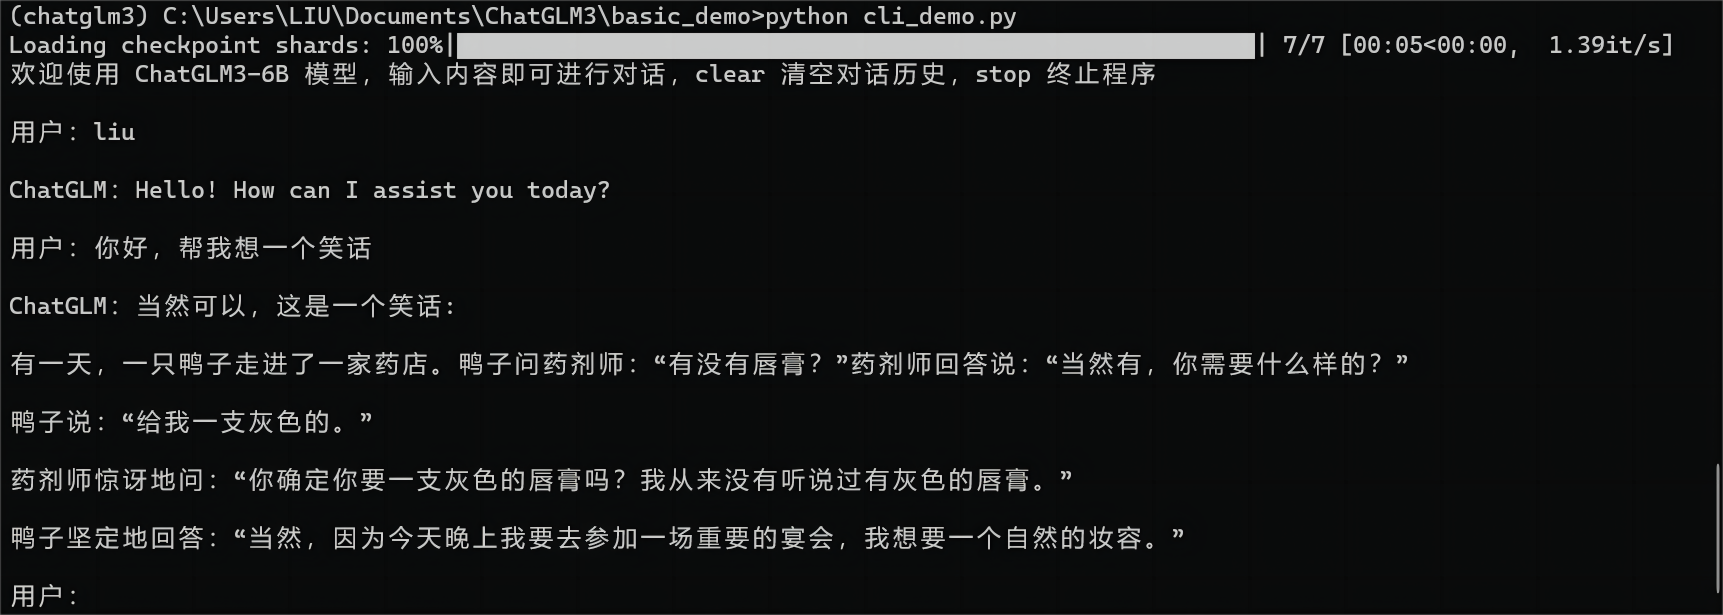 (chatglm3) C:\Users\LIU\Documents\ChatGLM3\basic_demo>python cli_demo.py
Loading checkpoint shards: 100%|██████████| 7/7 [00:05<00:00,  1.39it/s]
欢迎使用 ChatGLM3-6B 模型，输入内容即可进行对话，clear 清空对话历史，stop 终止程序
用户：liu
ChatGLM：Hello! How can I assist you today?
用户：你好，帮我想一个笑话
ChatGLM：当然可以，这是一个笑话：
有一天，一只鸭子走进了一家药店。鸭子问药剂师：“有没有唇膏？”药剂师回答说：“当然有，你需要什么样的？”
鸭子说：“给我一支灰色的。”
药剂师惊讶地问：“你确定你要一支灰色的唇膏吗？我从来没有听说过有灰色的唇膏。”
鸭子坚定地回答：“当然，因为今天晚上我要去参加一场重要的宴会，我想要一个自然的妆容。”
用户：